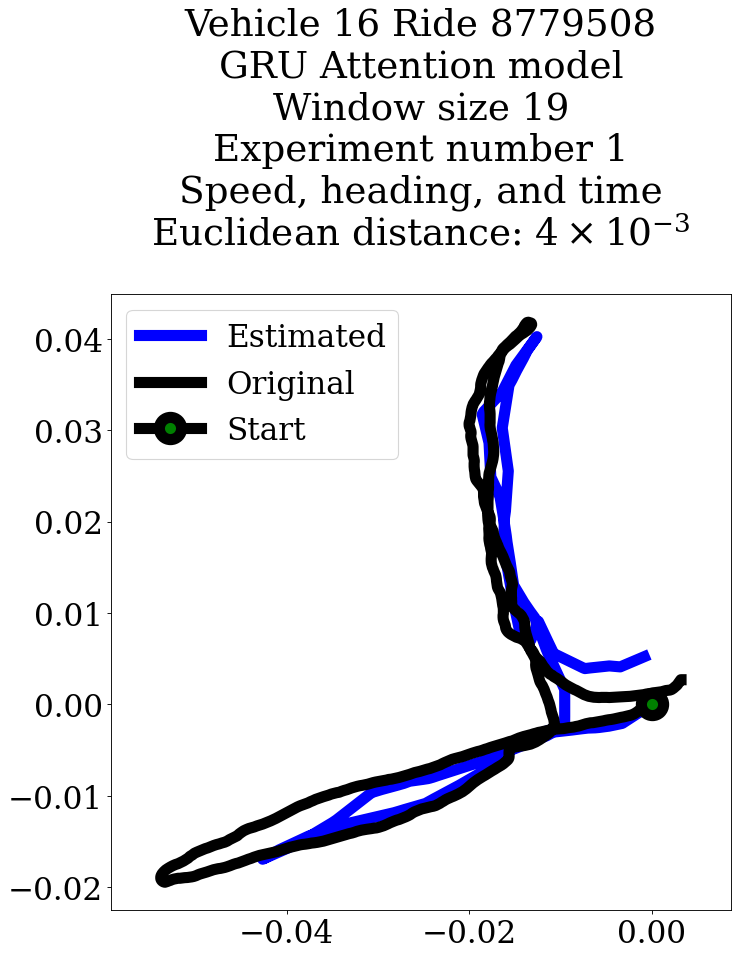 Vehicle 16 Ride 8779508
GRU Attention model
Window size 19
Experiment number 1
Speed, heading, and time
Euclidean distance: 4 × 10⁻³
Estimated
Original
Start
0.04
0.03
0.02
0.01
0.00
−0.01
−0.02
−0.04
−0.02
0.00